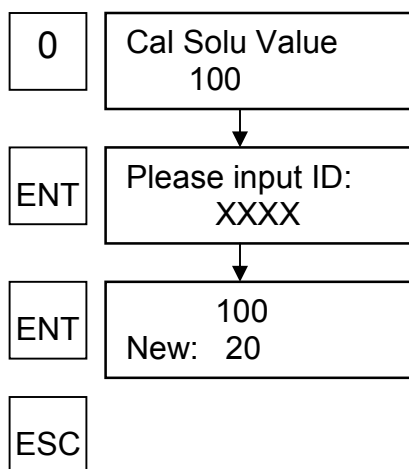 0
Cal Solu Value
100
ENT
Please input ID:
XXXX
ENT
100
New: 20
ESC